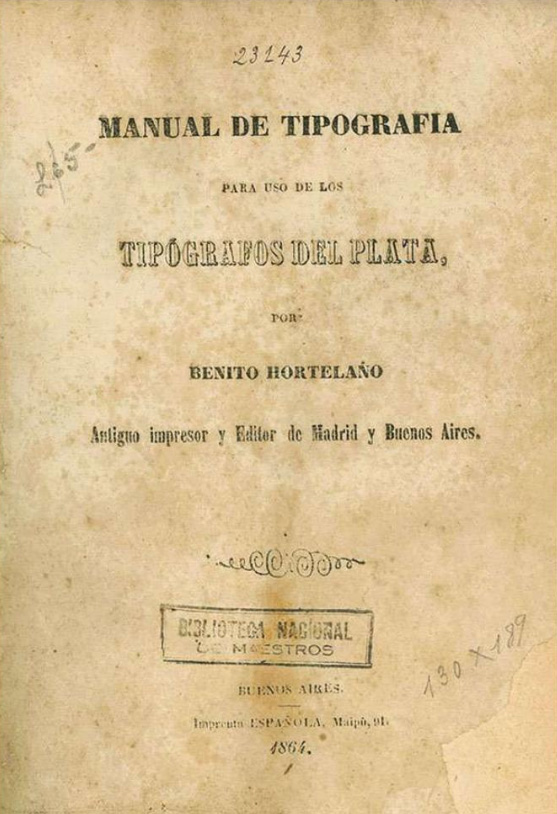 23143
MANUAL DE TIPOGRAFIA
265-
PARA USO DE LOS
TIPÓGRAFOS DEL PLATA,
POR
BENITO HORTELAÑO
Antiguo impresor y Editor de Madrid y Buenos Aires.
BIBLIOTECA NACIONAL
DE MAESTROS
130 x 189
BUENOS AIRES.
Imprenta ESPAÑOLA, Maipú, 91.
1864.